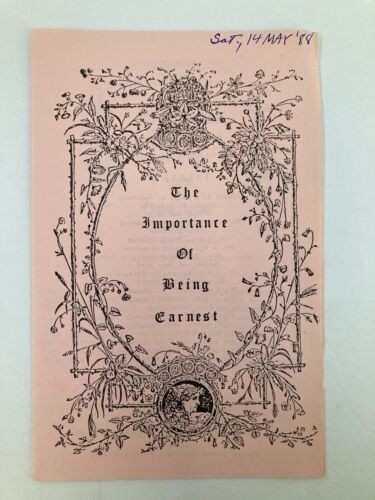 Sat, 14 MAY '88
The
Importance
Of
Being
Earnest